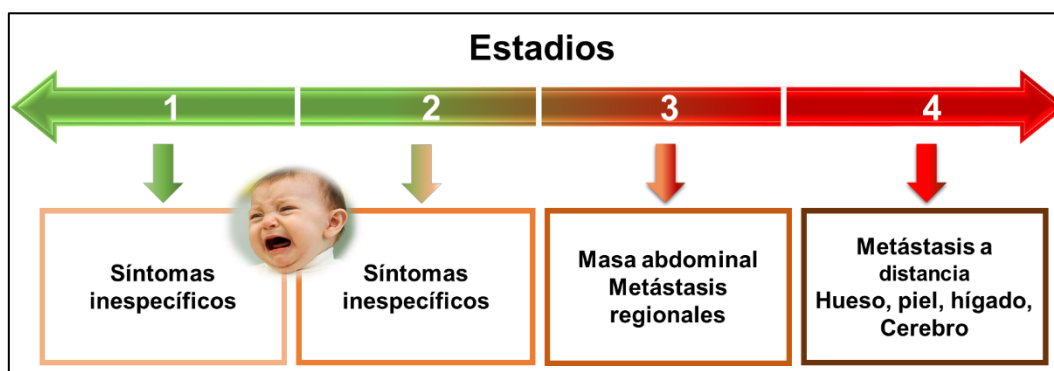 Estadios
1
2
3
4
Síntomas
inespecíficos
Síntomas
inespecíficos
Masa abdominal
Metástasis
regionales
Metástasis a
distancia
Hueso, piel, hígado,
Cerebro